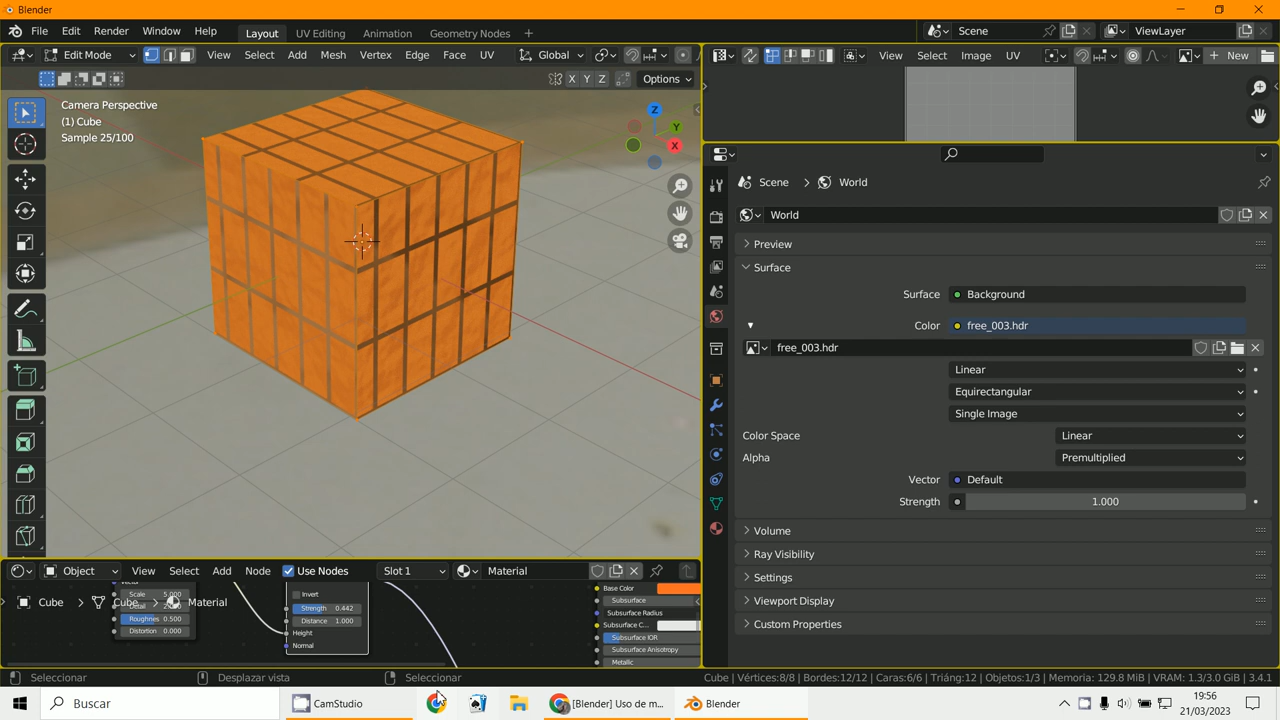 Blender
File Edit Render Window Help Layout UV Editing Animation Geometry Nodes + Scene ViewLayer
Edit Mode View Select Add Mesh Vertex Edge Face UV Global View Select Image UV New
X Y Z Options
Camera Perspective
(1) Cube
Sample 25/100
Z
Y
X
Scene > World
World
Preview
Surface
Surface Background
Color free_003.hdr
free_003.hdr
Linear
Equirectangular
Single Image
Color Space Linear
Alpha Premultiplied
Vector Default
Strength 1.000
Volume
Ray Visibility
Settings
Viewport Display
Custom Properties
Object View Select Add Node Use Nodes Slot 1 Material
Scale 5.000
Roughnes 0.500
Distortion 0.000
Cube > Cube > Material
Invert
Strength 0.442
Distance 1.000
Height
Normal
Base Color
Subsurface
Subsurface Radius
Subsurface C...
Subsurface IOR
Subsurface Anisotropy
Metallic
Seleccionar Desplazar vista Seleccionar Cube | Vértices:8/8 | Bordes:12/12 | Caras:6/6 | Triáng:12 | Objetos:1/3 | Memoria: 129.8 MiB | VRAM: 1.3/3.0 GiB | 3.4.1
Buscar CamStudio [Blender] Uso de m... Blender
19:56
21/03/2023